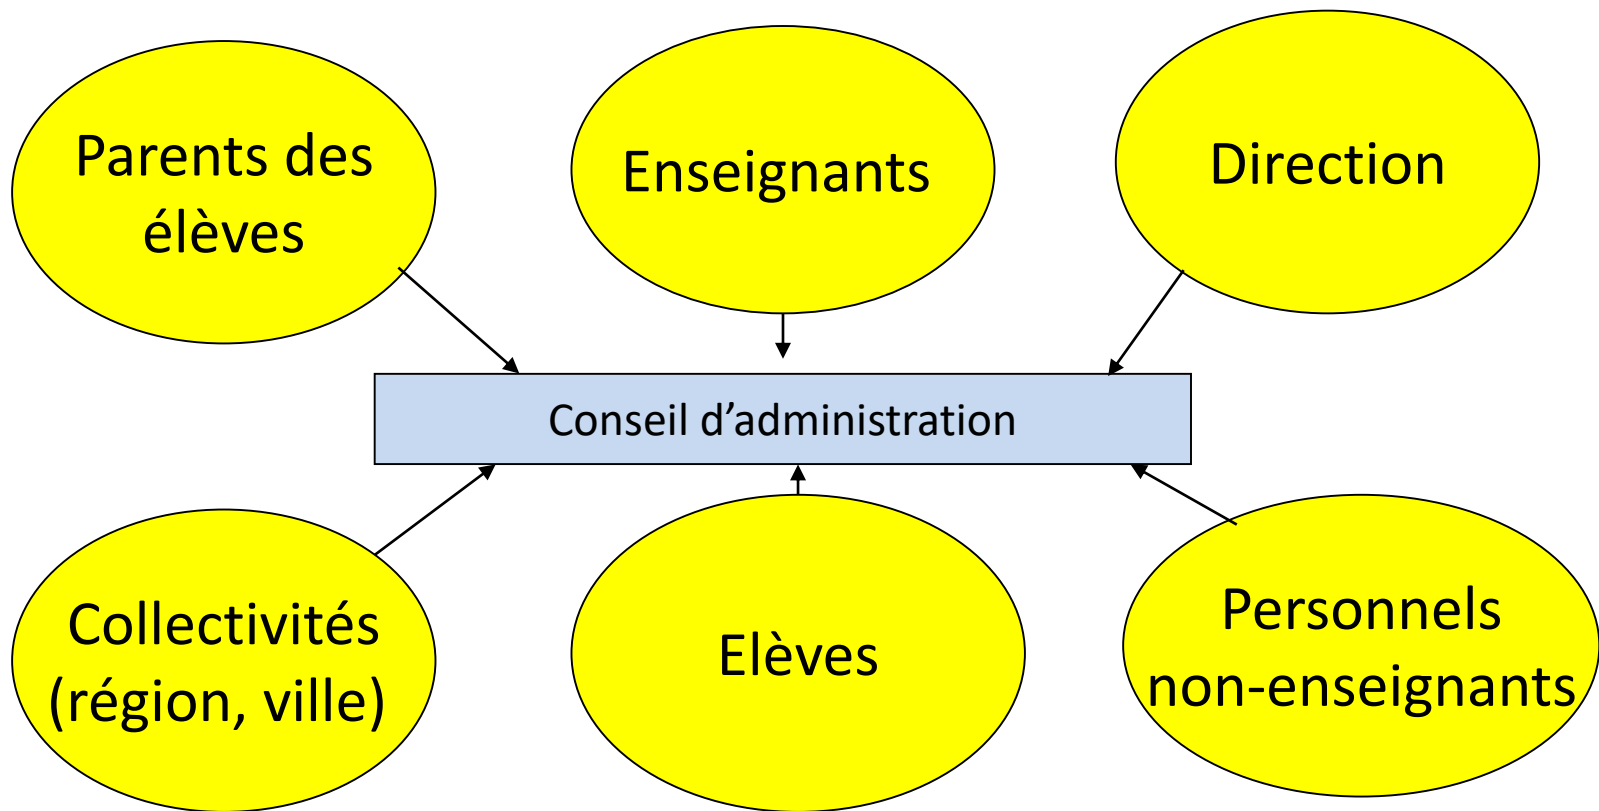 Parents des
élèves
Enseignants
Direction
Conseil d’administration
Collectivités
(région, ville)
Elèves
Personnels
non-enseignants